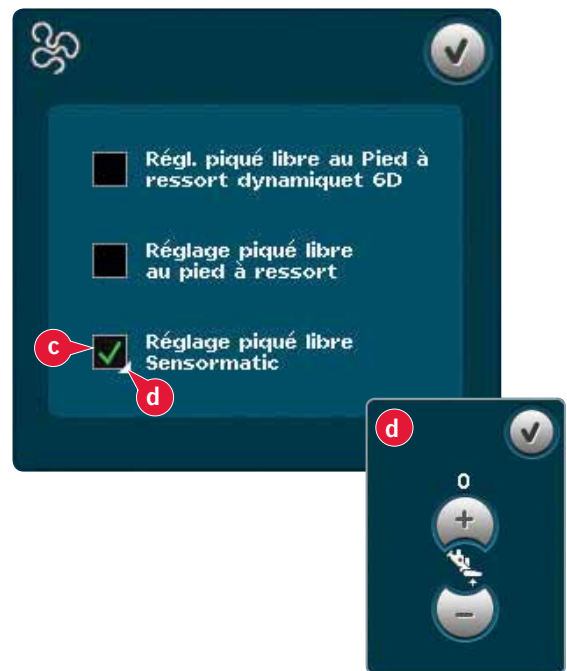 Régl. piqué libre au Pied à
ressort dynamiquet 6D
Réglage piqué libre
au pied à ressort
Réglage piqué libre
Sensormatic
c
d
d
0
+
-